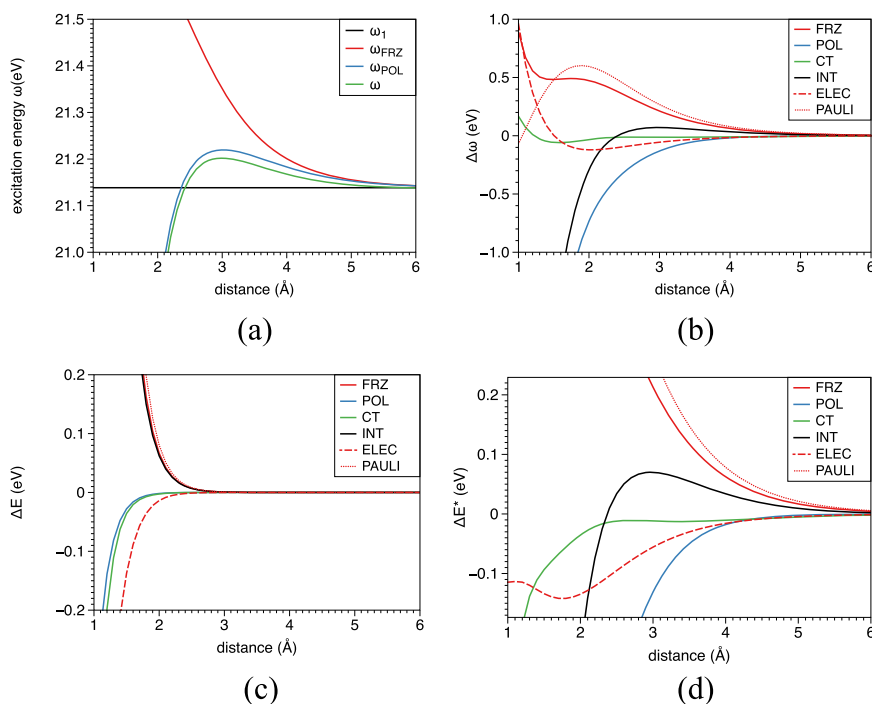 excitation energy ω(eV)
21.5
21.4
21.3
21.2
21.1
21.0
1 2 3 4 5 6
distance (Å)
ω1
ωFRZ
ωPOL
ω
(a)
Δω (eV)
1.0
0.5
0
−0.5
−1.0
1 2 3 4 5 6
distance (Å)
FRZ
POL
CT
INT
ELEC
PAULI
(b)
ΔE (eV)
0.2
0.1
0
−0.1
−0.2
1 2 3 4 5 6
distance (Å)
FRZ
POL
CT
INT
ELEC
PAULI
(c)
ΔE* (eV)
0.2
0.1
0
−0.1
1 2 3 4 5 6
distance (Å)
FRZ
POL
CT
INT
ELEC
PAULI
(d)